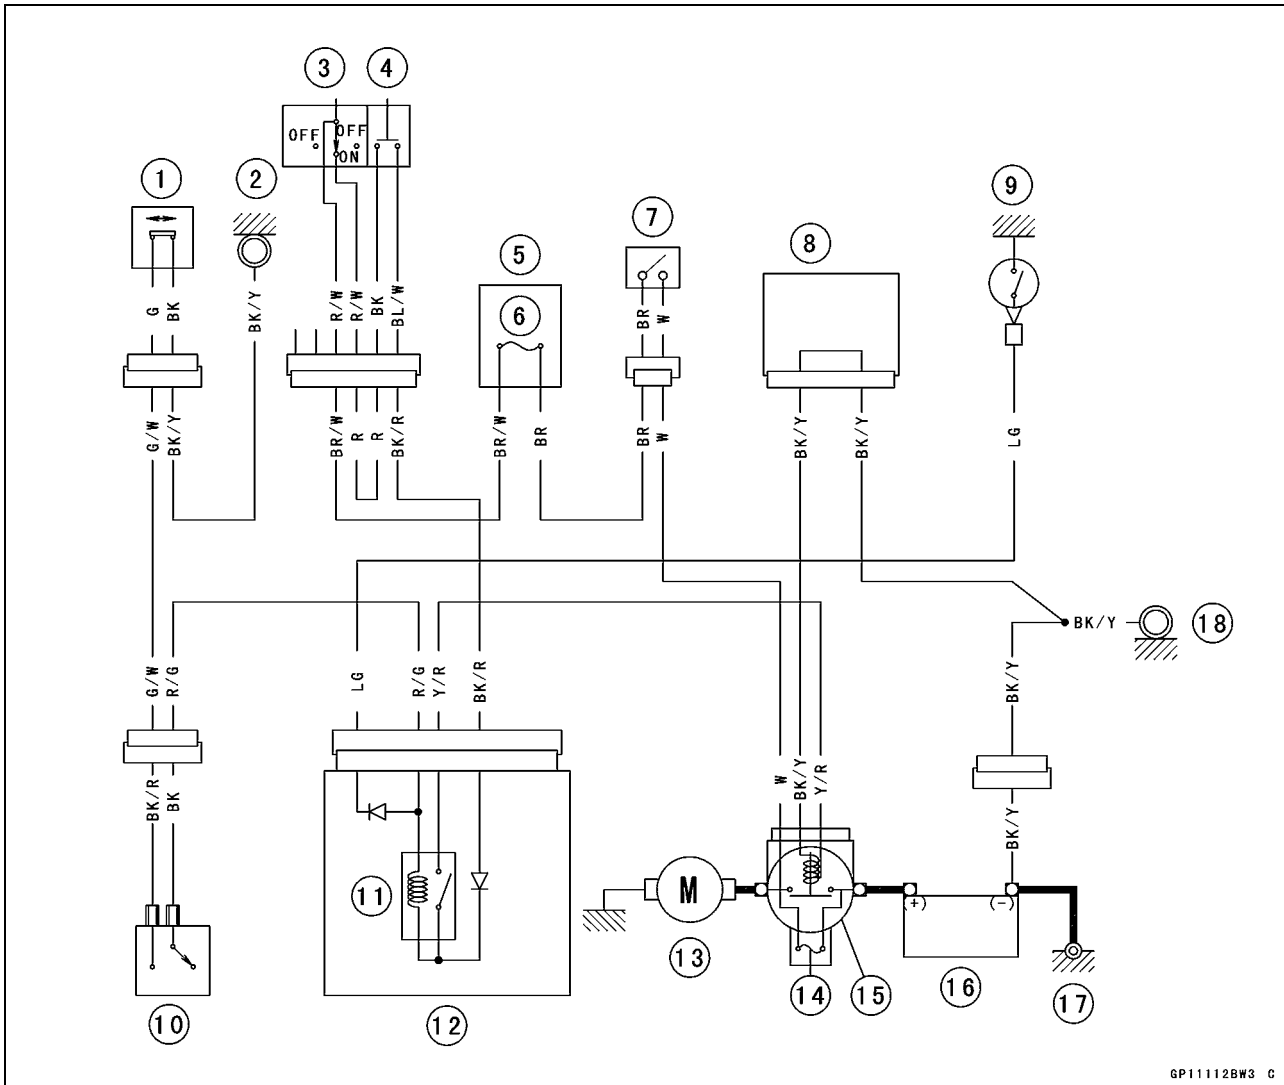 3 4
OFF OFF
ON
1 2 9
7
8
5
6
G BK BK/Y R/W R/W BK BL/W BR W
G/W BK/Y BR/W R R BK/R BR/W BR BR W BK/Y BK/Y LG
BK/Y 18
G/W R/G LG R/G Y/R BK/R BK/Y
BK/R BK W BK/Y Y/R BK/Y
11 M (+) (-)
13 14 15 16 17
10 12
GP11112BW3 C